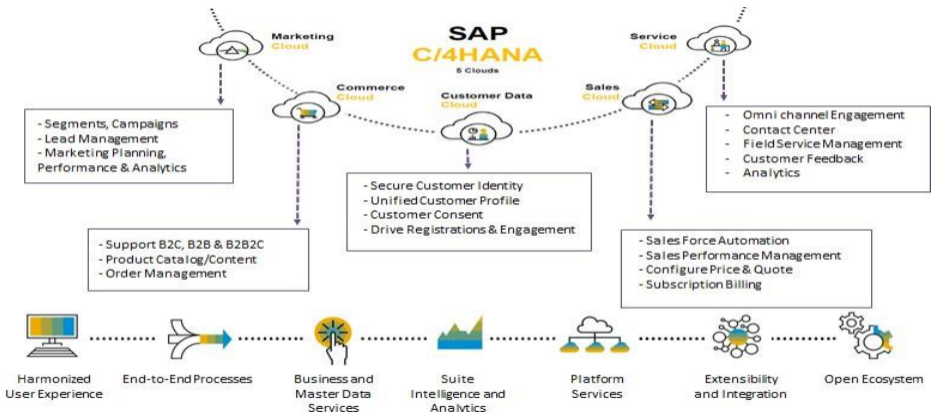 SAP
C/4HANA
5 Clouds
Marketing
Cloud
Commerce
Cloud
Customer Data
Cloud
Sales
Cloud
Service
Cloud
- Segments, Campaigns
- Lead Management
- Marketing Planning,
Performance & Analytics
- Support B2C, B2B & B2B2C
- Product Catalog/Content
- Order Management
- Secure Customer Identity
- Unified Customer Profile
- Customer Consent
- Drive Registrations & Engagement
- Sales Force Automation
- Sales Performance Management
- Configure Price & Quote
- Subscription Billing
- Omni channel Engagement
- Contact Center
- Field Service Management
- Customer Feedback
- Analytics
Harmonized
User Experience
End-to-End Processes
Business and
Master Data
Services
Suite
Intelligence and
Analytics
Platform
Services
Extensibility
and Integration
Open Ecosystem